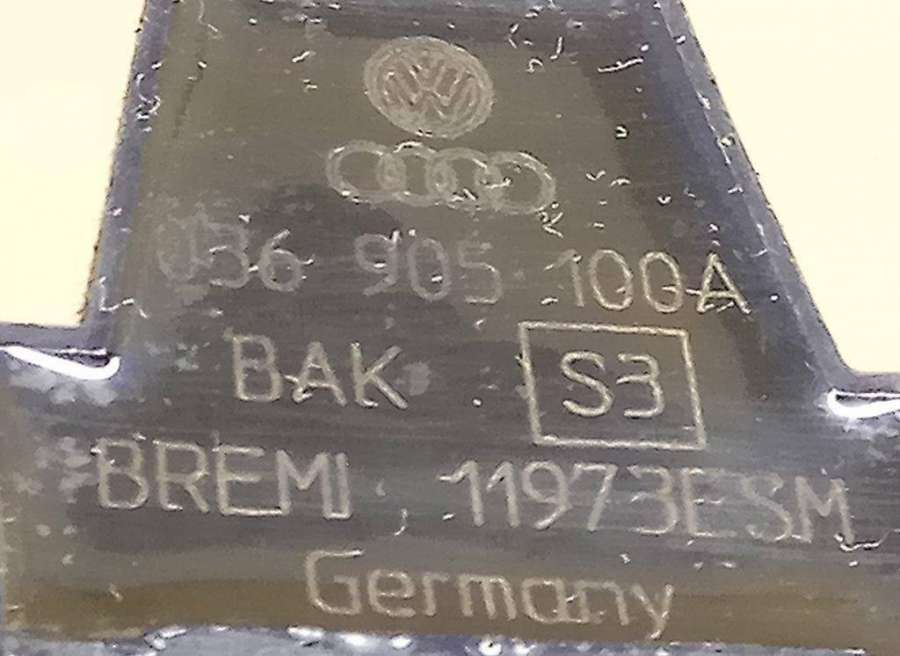 036 905 100A
BAK S3
BREMI 11973ESM
Germany